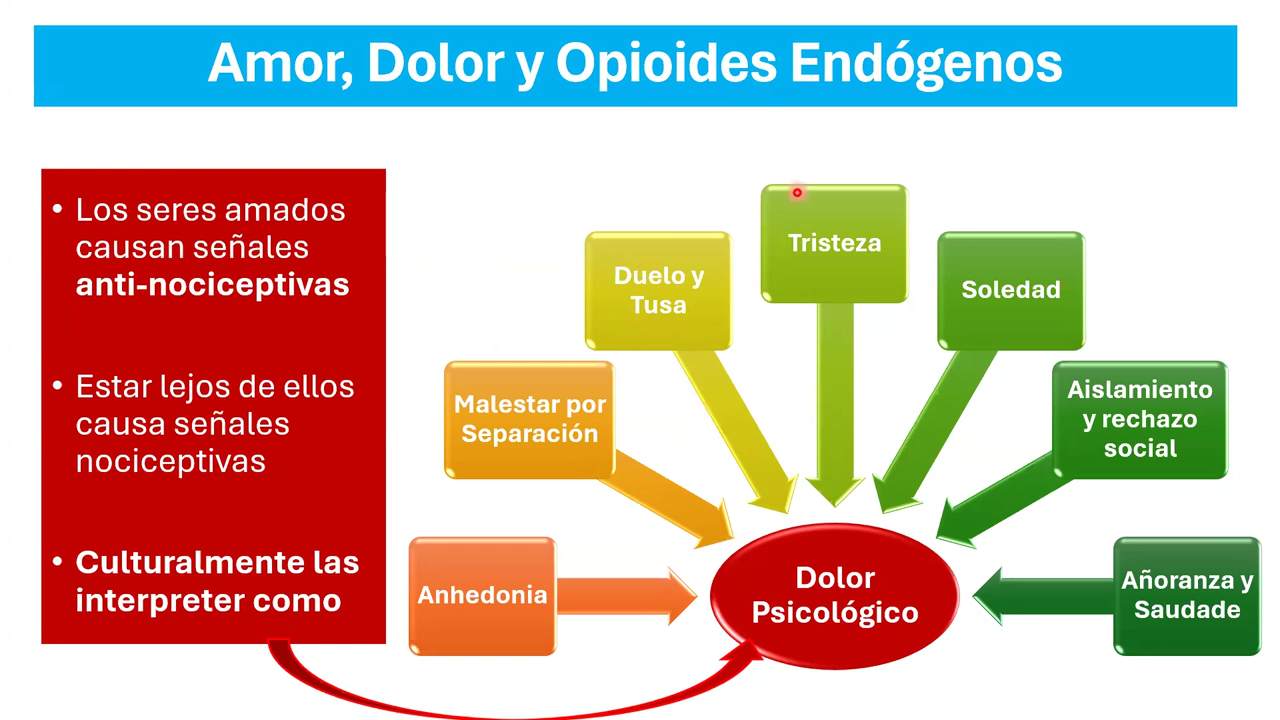 Amor, Dolor y Opioides Endógenos
• Los seres amados
causan señales
anti-nociceptivas
• Estar lejos de ellos
causa señales
nociceptivas
• Culturalmente las
interpreter como
Anhedonia
Malestar por
Separación
Duelo y
Tusa
Tristeza
Soledad
Aislamiento
y rechazo
social
Añoranza y
Saudade
Dolor
Psicológico